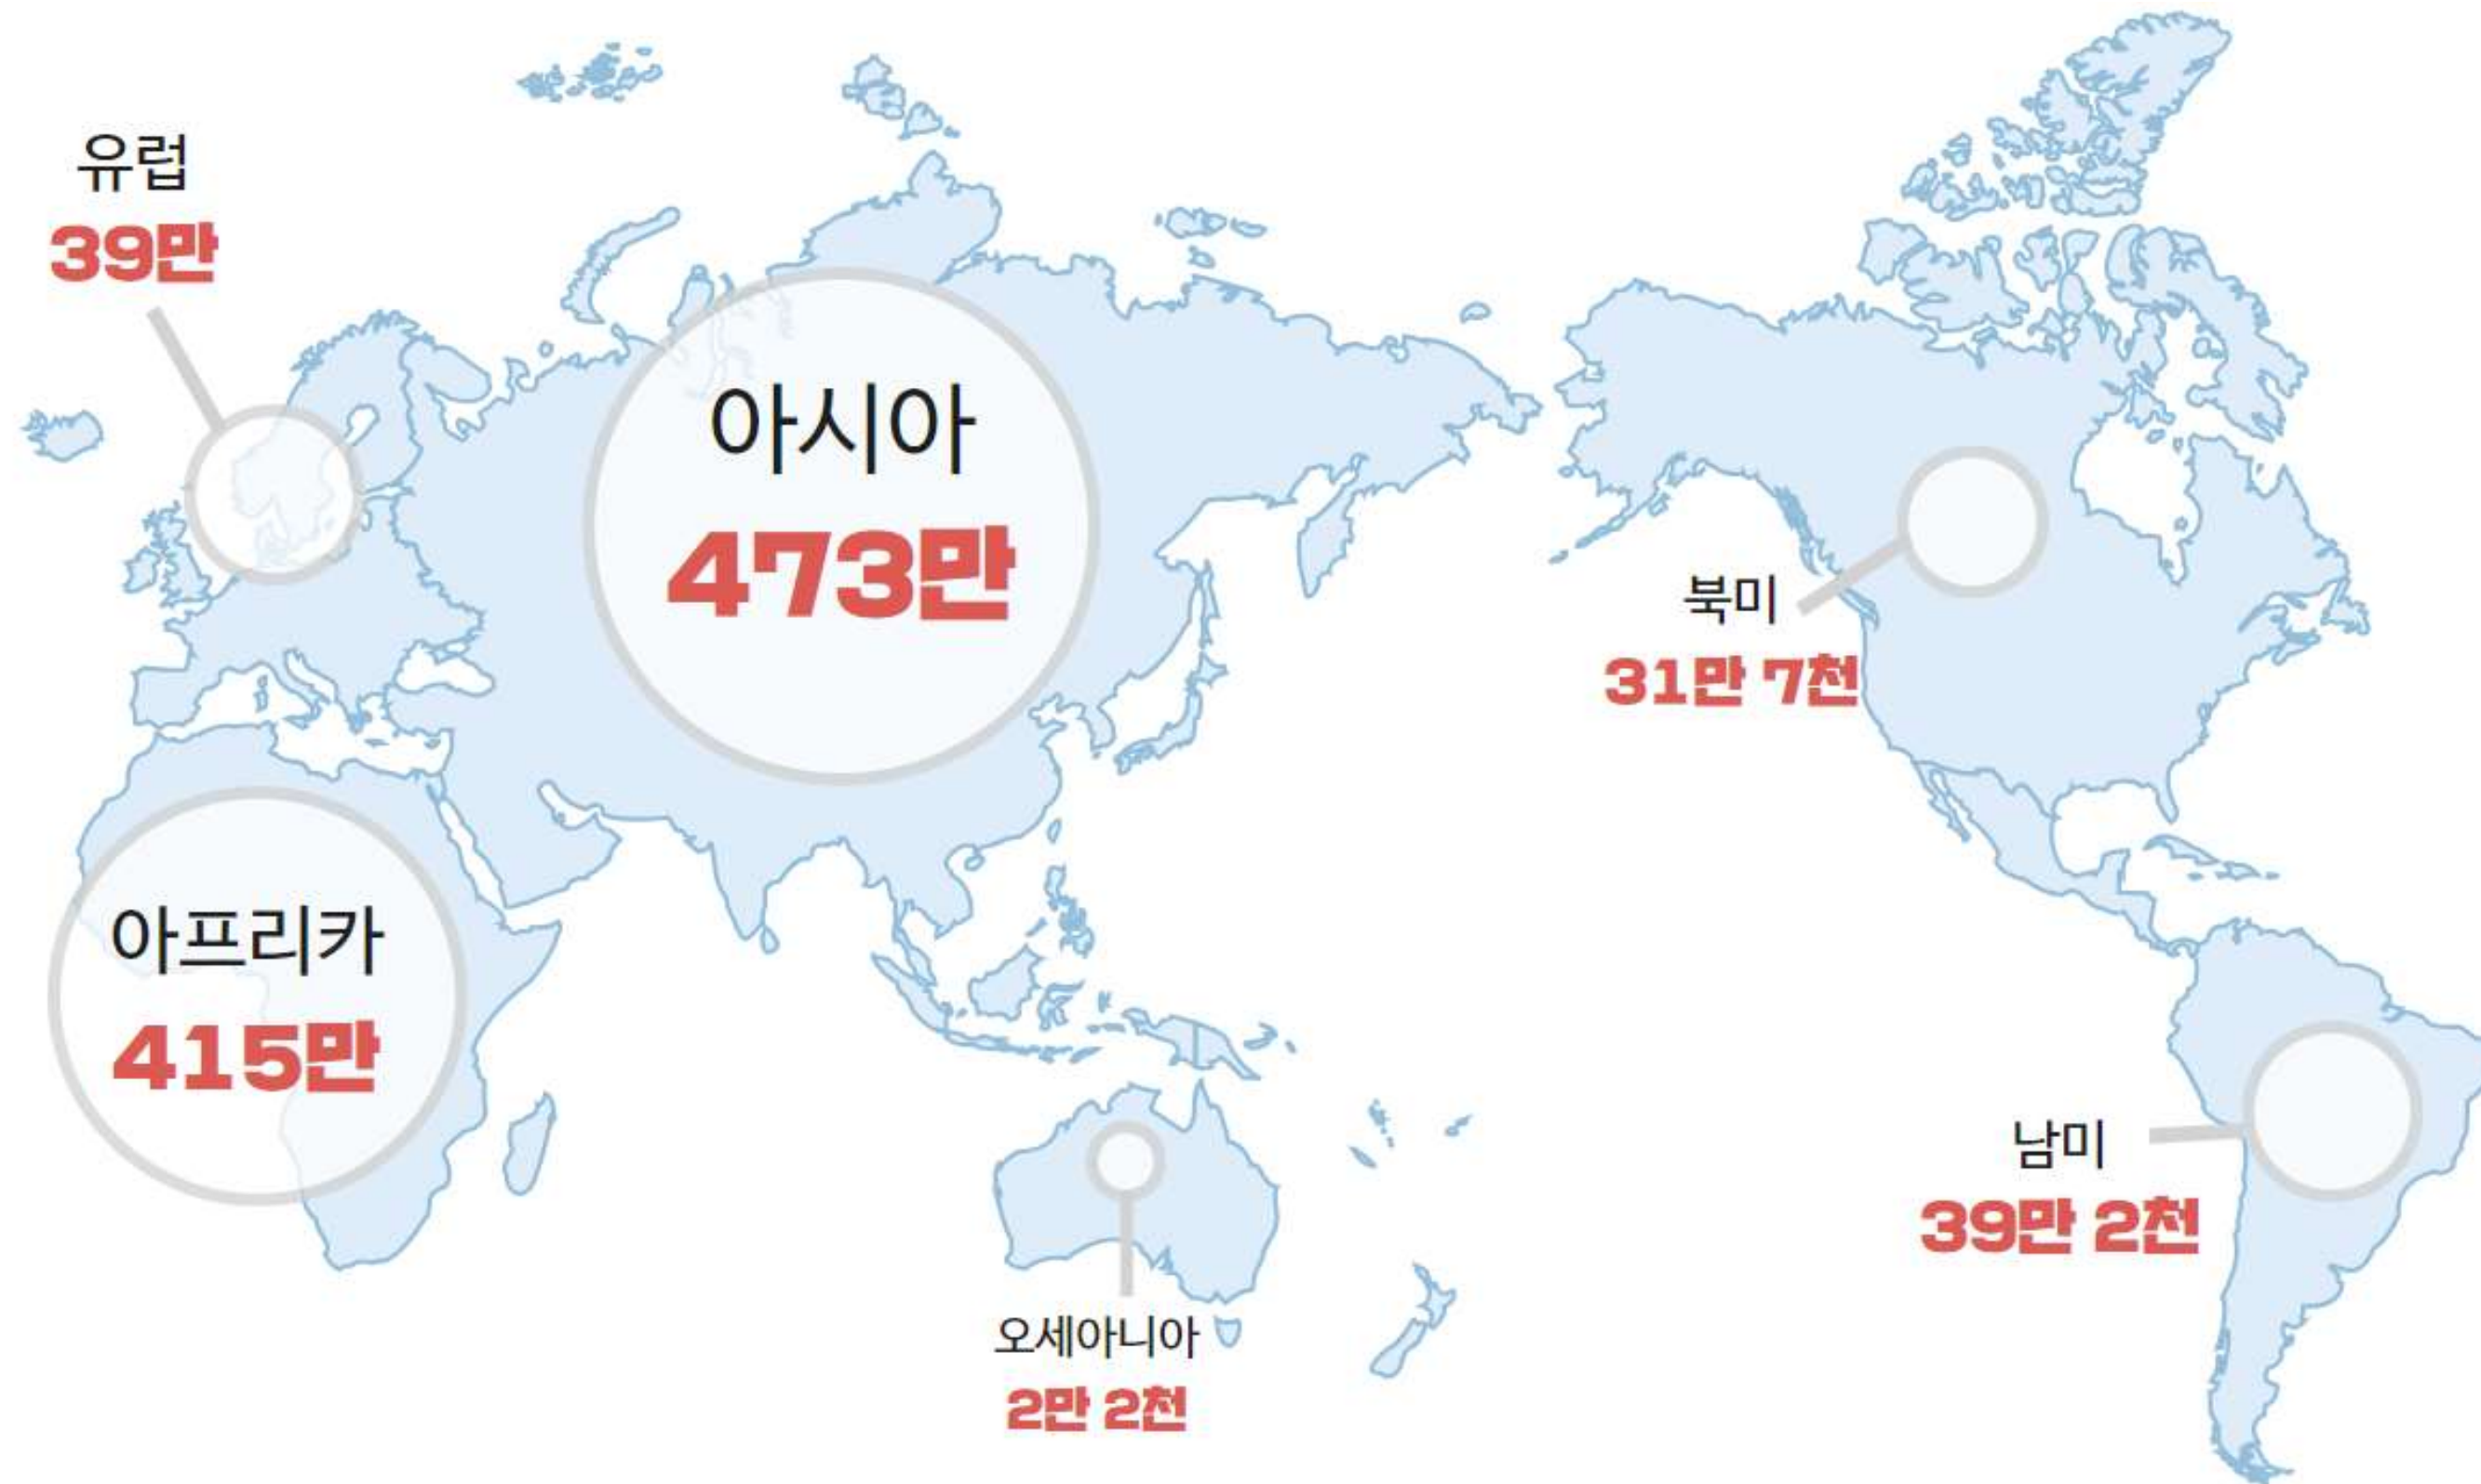 유럽
39만
아시아
473만
북미
31만 7천
아프리카
415만
남미
39만 2천
오세아니아
2만 2천